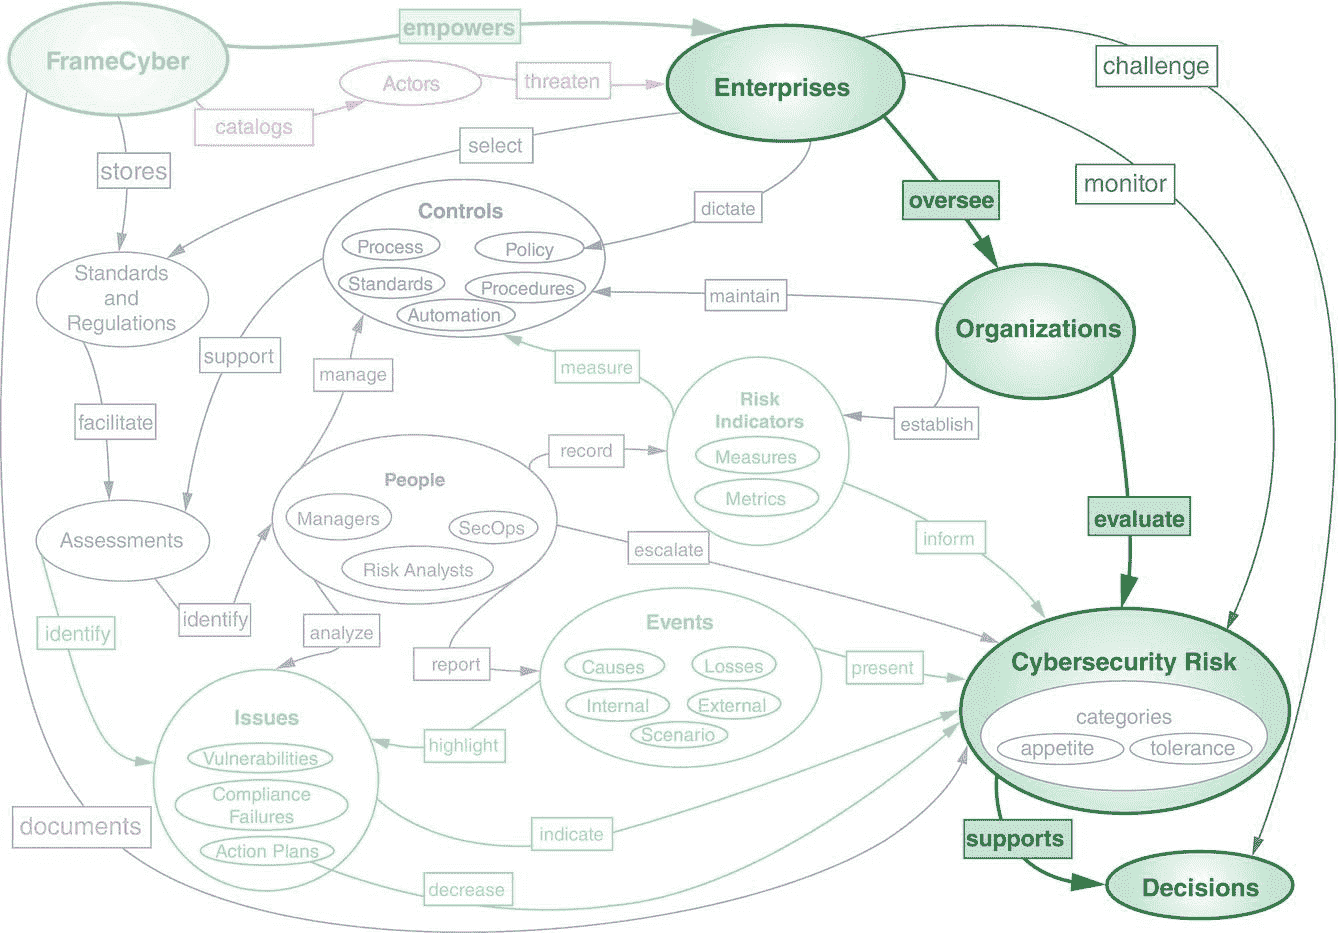 FrameCyber
empowers
Enterprises
challenge
Actors
threaten
catalogs
select
stores
monitor
oversee
dictate
Controls
Process
Policy
Standards
Procedures
Automation
Standards
and
Regulations
maintain
Organizations
support
manage
measure
facilitate
Risk
Indicators
Measures
Metrics
establish
record
People
Managers
SecOps
Risk Analysts
evaluate
Assessments
escalate
inform
identify
identify
analyze
report
Events
Causes
Losses
Internal
External
Scenario
present
Cybersecurity Risk
categories
appetite
tolerance
Issues
Vulnerabilities
Compliance
Failures
Action Plans
highlight
documents
indicate
supports
decrease
Decisions